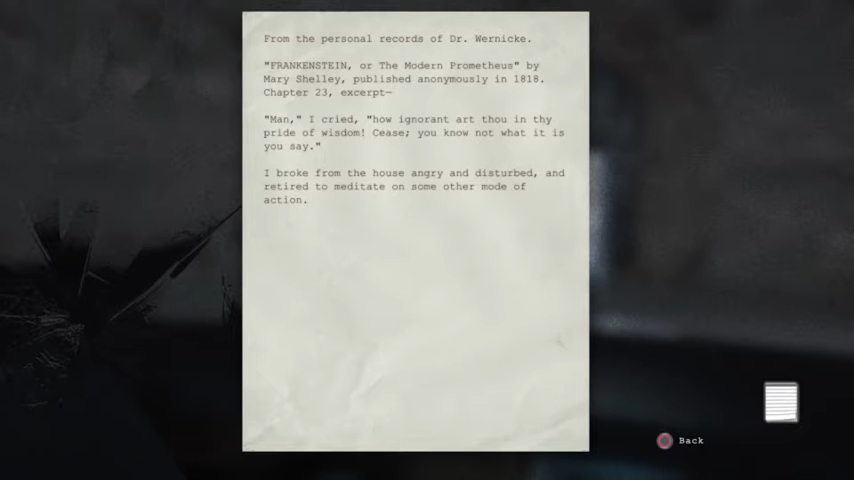 From the personal records of Dr. Wernicke.
"FRANKENSTEIN, or The Modern Prometheus" by
Mary Shelley, published anonymously in 1818.
Chapter 23, excerpt—
"Man," I cried, "how ignorant art thou in thy
pride of wisdom! Cease; you know not what it is
you say."
I broke from the house angry and disturbed, and
retired to meditate on some other mode of
action.
Back